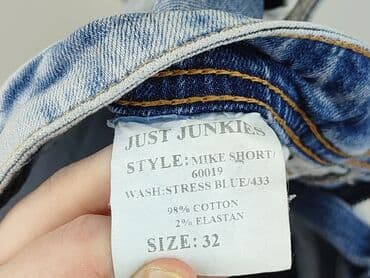 JUST JUNKIES
STYLE: MIKE SHORT/
60019
WASH:STRESS BLUE/433
98% COTTON
2% ELASTAN
SIZE: 32